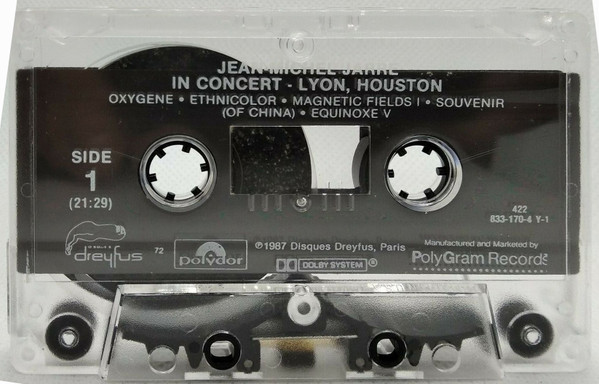 JEAN-MICHEL JARRE
IN CONCERT - LYON, HOUSTON
OXYGENE • ETHNICOLOR • MAGNETIC FIELDS I • SOUVENIR
(OF CHINA) • EQUINOXE V
SIDE
1
(21:29)
422
833-170-4 Y-1
dreyfus
72
polydor
℗1987 Disques Dreyfus, Paris
DOLBY SYSTEM®
Manufactured and Marketed by
PolyGram Records